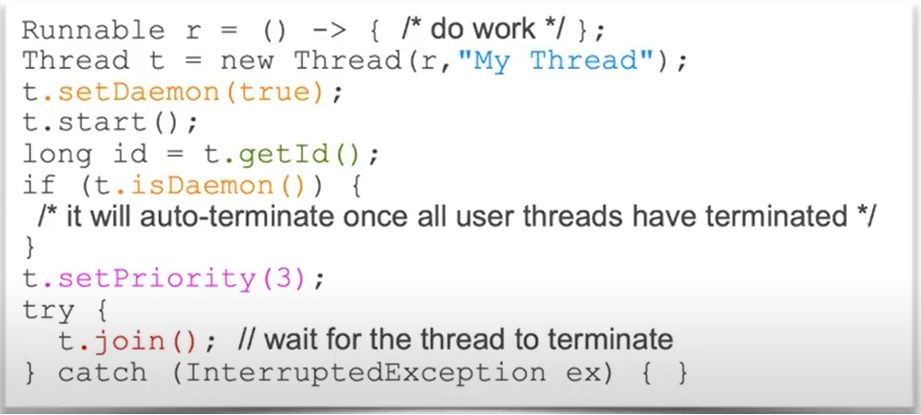 Runnable r = () -> { /* do work */ };
Thread t = new Thread(r,"My Thread");
t.setDaemon(true);
t.start();
long id = t.getId();
if (t.isDaemon()) {
/* it will auto-terminate once all user threads have terminated */
}
t.setPriority(3);
try {
t.join(); // wait for the thread to terminate
} catch (InterruptedException ex) { }